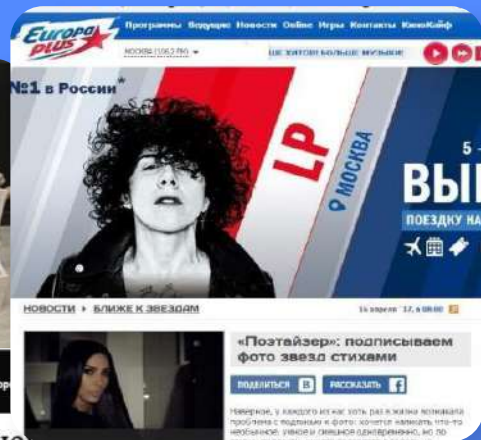 Europa
plus
Программы Ведущие Новости Online Игры Контакты КиноКайф
МОСКВА (106,2 FM)
ЕЩЕ ХИТОВ! БОЛЬШЕ МУЗЫКИ!
№1 в России*
LP
МОСКВА
5 -
ВЫИ
ПОЕЗДКУ НА
НОВОСТИ БЛИЖЕ К ЗВЕЗДАМ
14 апреля '17, в 08:00
«Поэтайзер»: подписываем
фото звезд стихами
ПОДЕЛИТЬСЯ B
РАССКАЗАТЬ f
Наверное, у каждого из нас хоть раз в жизни возникала
проблема с подписью к фото: хочется написать что-то
необычное, умное и смешное одновременно, но по